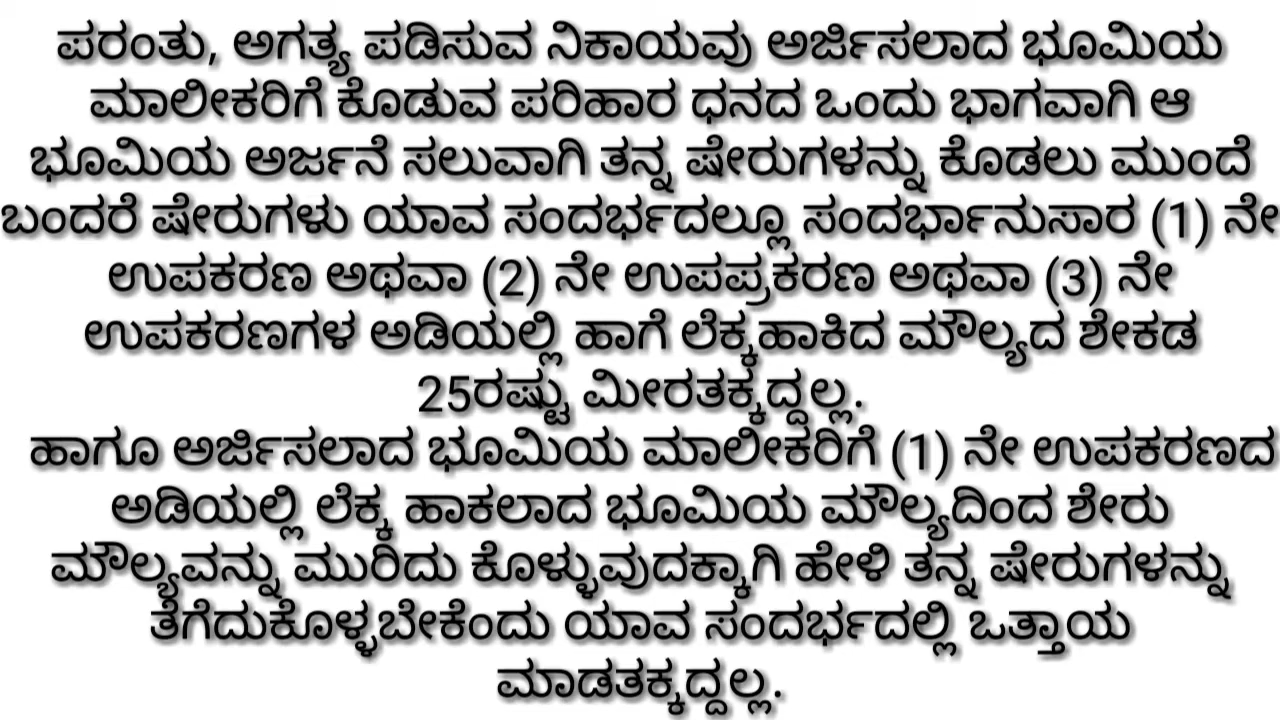 ಪರಂತು, ಅಗತ್ಯ ಪಡಿಸುವ ನಿಕಾಯವು ಅರ್ಜಿಸಲಾದ ಭೂಮಿಯ
ಮಾಲೀಕರಿಗೆ ಕೊಡುವ ಪರಿಹಾರ ಧನದ ಒಂದು ಭಾಗವಾಗಿ ಆ
ಭೂಮಿಯ ಅರ್ಜನೆ ಸಲುವಾಗಿ ತನ್ನ ಷೇರುಗಳನ್ನು ಕೊಡಲು ಮುಂದೆ
ಬಂದರೆ ಷೇರುಗಳು ಯಾವ ಸಂದರ್ಭದಲ್ಲೂ ಸಂದರ್ಭಾನುಸಾರ (1) ನೇ
ಉಪಕರಣ ಅಥವಾ (2) ನೇ ಉಪಪ್ರಕರಣ ಅಥವಾ (3) ನೇ
ಉಪಕರಣಗಳ ಅಡಿಯಲ್ಲಿ ಹಾಗೆ ಲೆಕ್ಕಹಾಕಿದ ಮೌಲ್ಯದ ಶೇಕಡ
25ರಷ್ಟು ಮೀರತಕ್ಕದ್ದಲ್ಲ.
ಹಾಗೂ ಅರ್ಜಿಸಲಾದ ಭೂಮಿಯ ಮಾಲೀಕರಿಗೆ (1) ನೇ ಉಪಕರಣದ
ಅಡಿಯಲ್ಲಿ ಲೆಕ್ಕ ಹಾಕಲಾದ ಭೂಮಿಯ ಮೌಲ್ಯದಿಂದ ಶೇರು
ಮೌಲ್ಯವನ್ನು ಮುರಿದು ಕೊಳ್ಳುವುದಕ್ಕಾಗಿ ಹೇಳಿ ತನ್ನ ಷೇರುಗಳನ್ನು
ತೆಗೆದುಕೊಳ್ಳಬೇಕೆಂದು ಯಾವ ಸಂದರ್ಭದಲ್ಲಿ ಒತ್ತಾಯ
ಮಾಡತಕ್ಕದ್ದಲ್ಲ.